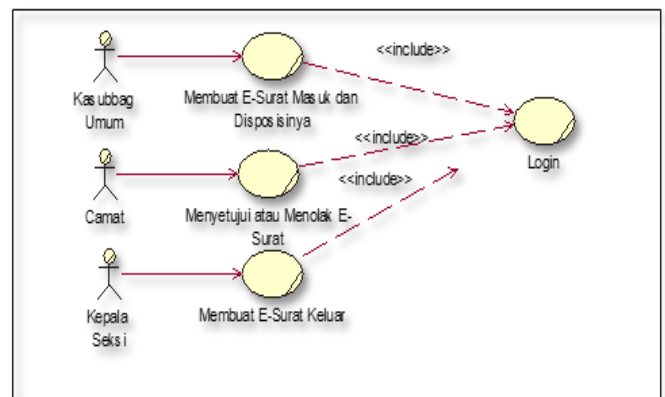 <<include>>
Kasubbag
Umum
Membuat E-Surat Masuk dan
Disposisinya
<<include>>
Login
<<include>>
Camat
Menyetujui atau Menolak E-
Surat
Kepala
Seksi
Membuat E-Surat Keluar